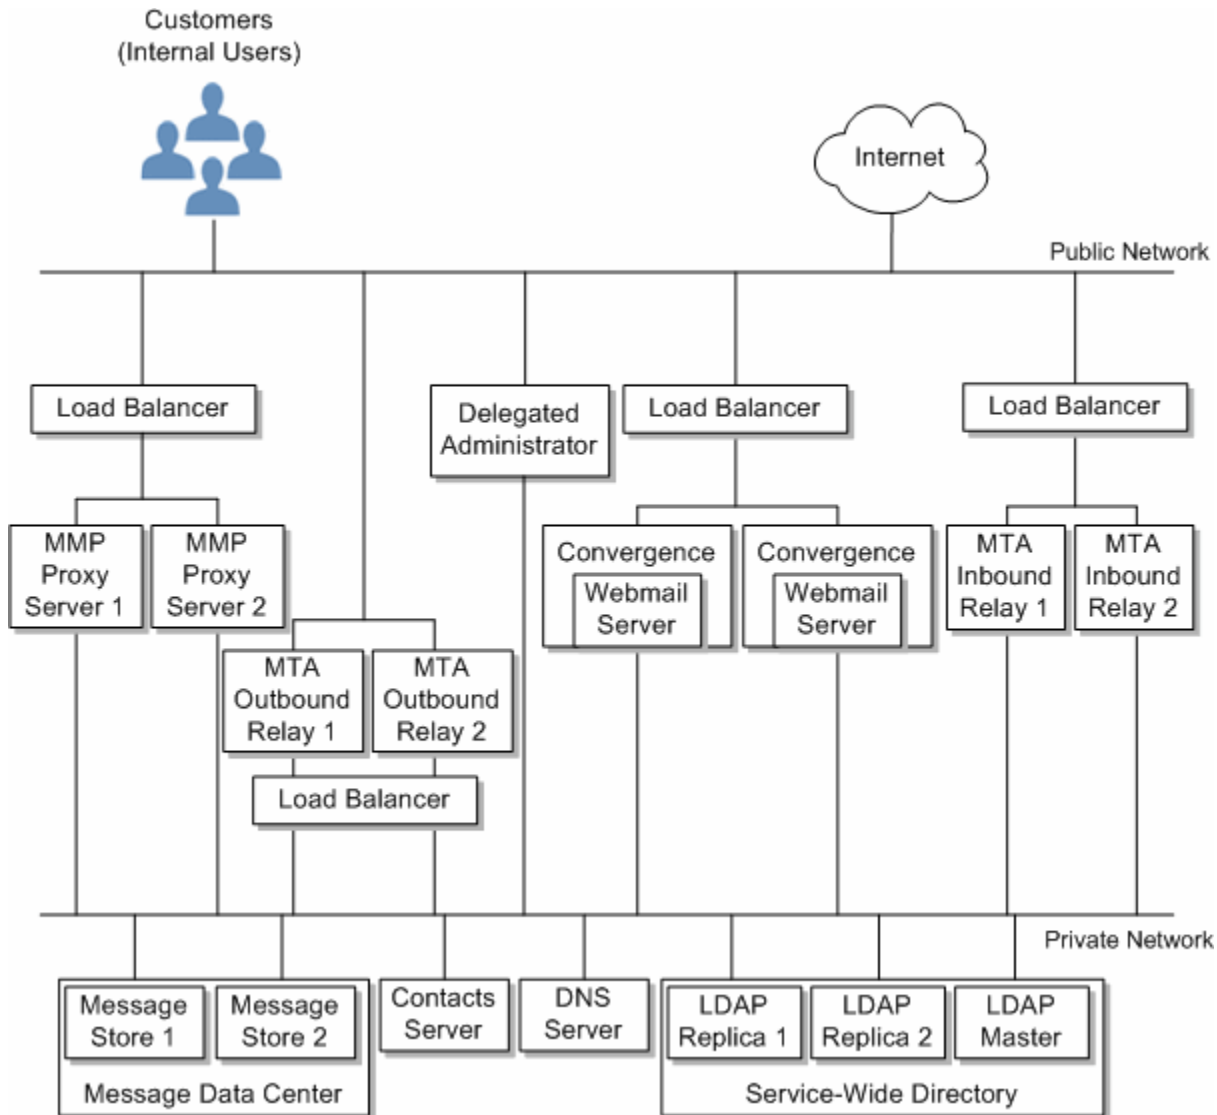 Customers
(Internal Users)
Internet
Public Network
Load Balancer
Delegated
Administrator
Load Balancer
Load Balancer
MMP
Proxy
Server 1
MMP
Proxy
Server 2
Convergence
Webmail
Server
Convergence
Webmail
Server
MTA
Inbound
Relay 1
MTA
Inbound
Relay 2
MTA
Outbound
Relay 1
MTA
Outbound
Relay 2
Load Balancer
Private Network
Message
Store 1
Message
Store 2
Message Data Center
Contacts
Server
DNS
Server
LDAP
Replica 1
LDAP
Replica 2
LDAP
Master
Service-Wide Directory